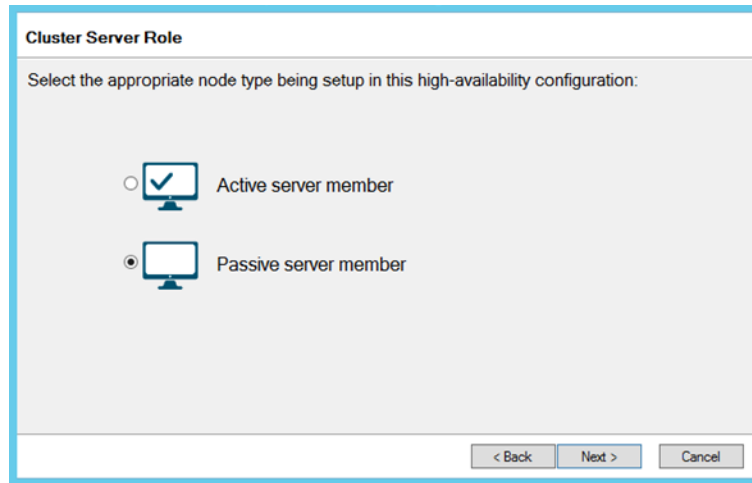 Cluster Server Role
Select the appropriate node type being setup in this high-availability configuration:
Active server member
Passive server member
< Back Next > Cancel